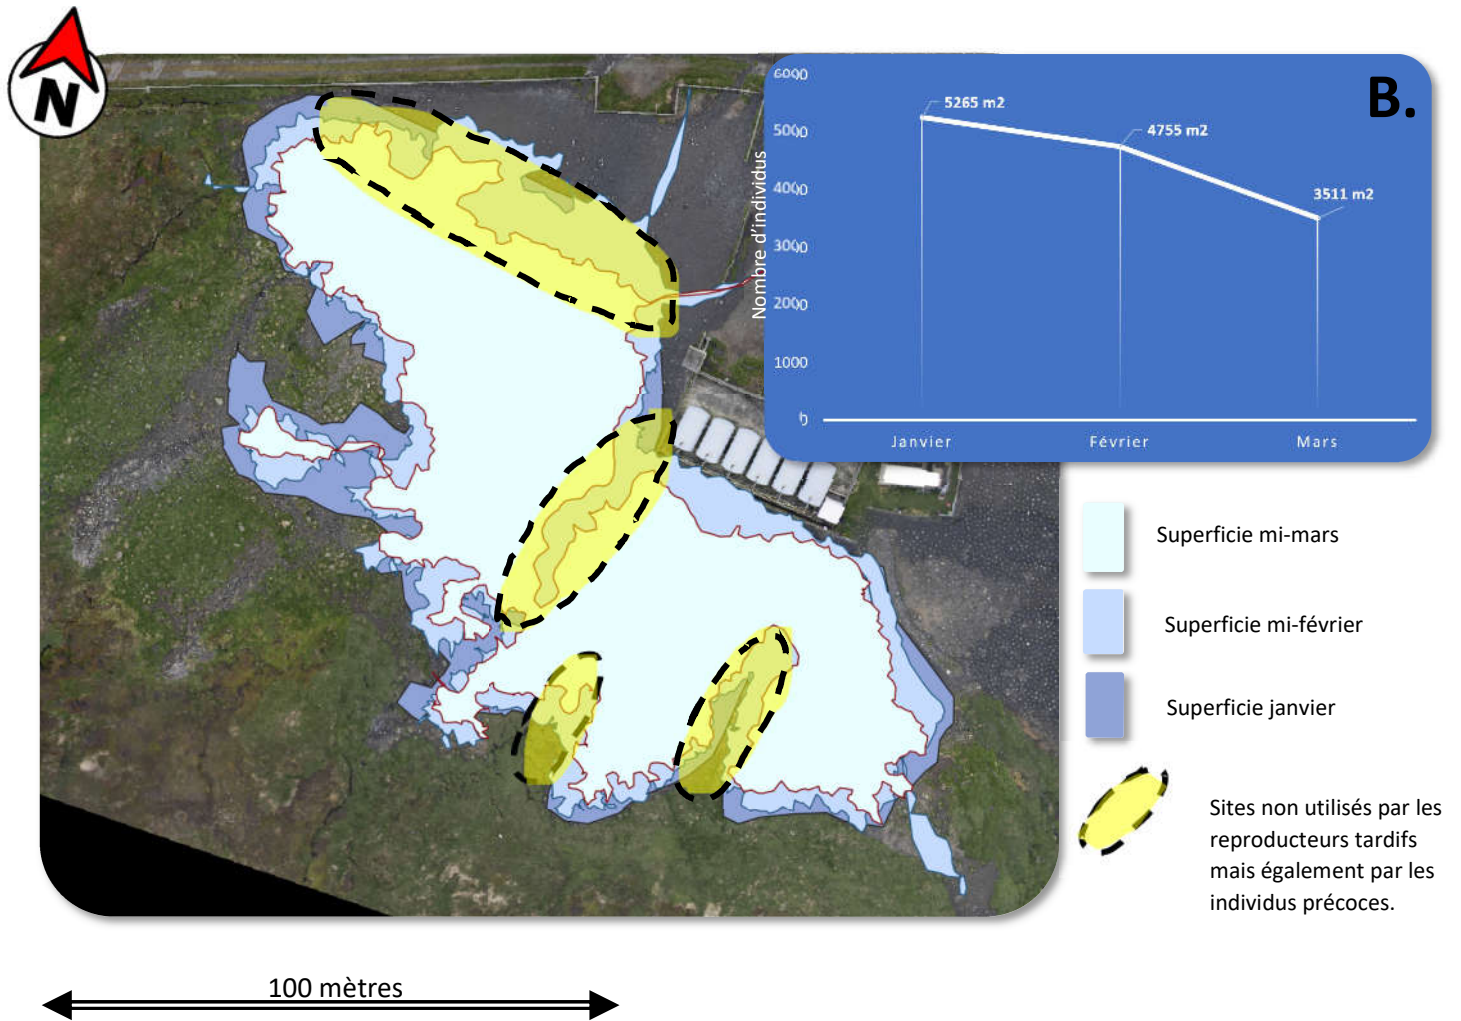 N
B.
Nombre d'individus
6000
5000
4000
3000
2000
1000
0
5265 m2
4755 m2
3511 m2
Janvier
Février
Mars
Superficie mi-mars
Superficie mi-février
Superficie janvier
Sites non utilisés par les
reproducteurs tardifs
mais également par les
individus précoces.
100 mètres